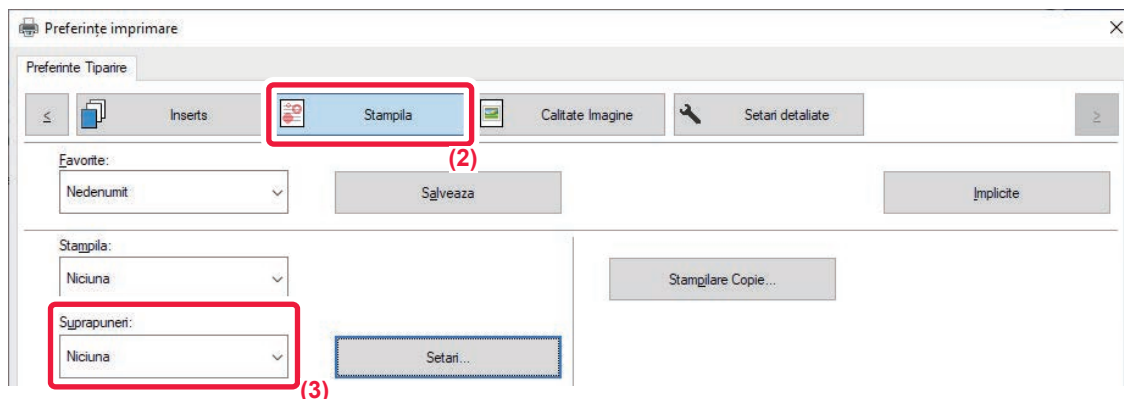 Preferințe imprimare
Preferinte Tiparire
< Inserts Stampila Calitate Imagine Setari detaliate >
(2)
Favorite:
Nedenumit Salveaza Implicite
Stampila:
Niciuna Stampilare Copie...
Suprapuneri:
Niciuna Setari...
(3)